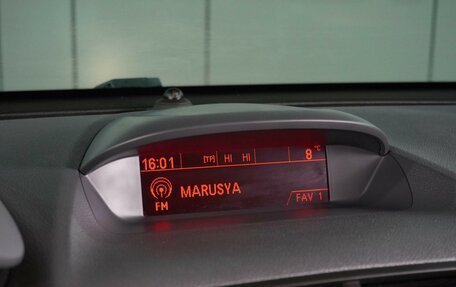 16:01 [TP] HI HI 8 °C
MARUSYA
FM FAV 1